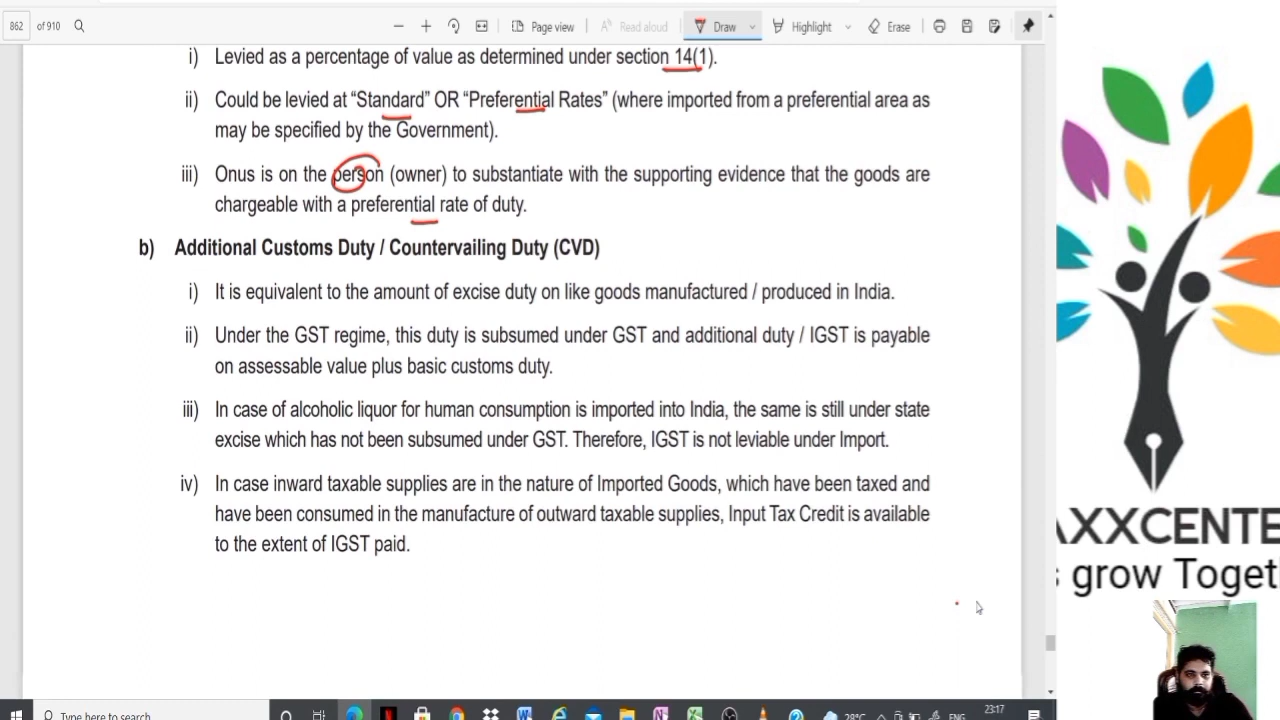 862 of 910 Page view Read aloud Draw Highlight Erase
i) Levied as a percentage of value as determined under section 14(1).
ii) Could be levied at “Standard” OR “Preferential Rates” (where imported from a preferential area as
may be specified by the Government).
iii) Onus is on the person (owner) to substantiate with the supporting evidence that the goods are
chargeable with a preferential rate of duty.
b) Additional Customs Duty / Countervailing Duty (CVD)
i) It is equivalent to the amount of excise duty on like goods manufactured / produced in India.
ii) Under the GST regime, this duty is subsumed under GST and additional duty / IGST is payable
on assessable value plus basic customs duty.
iii) In case of alcoholic liquor for human consumption is imported into India, the same is still under state
excise which has not been subsumed under GST. Therefore, IGST is not leviable under Import.
iv) In case inward taxable supplies are in the nature of Imported Goods, which have been taxed and
have been consumed in the manufacture of outward taxable supplies, Input Tax Credit is available
to the extent of IGST paid.
AXXCENTE
s grow Togeth
Type here to search 28°C ENG 23:17